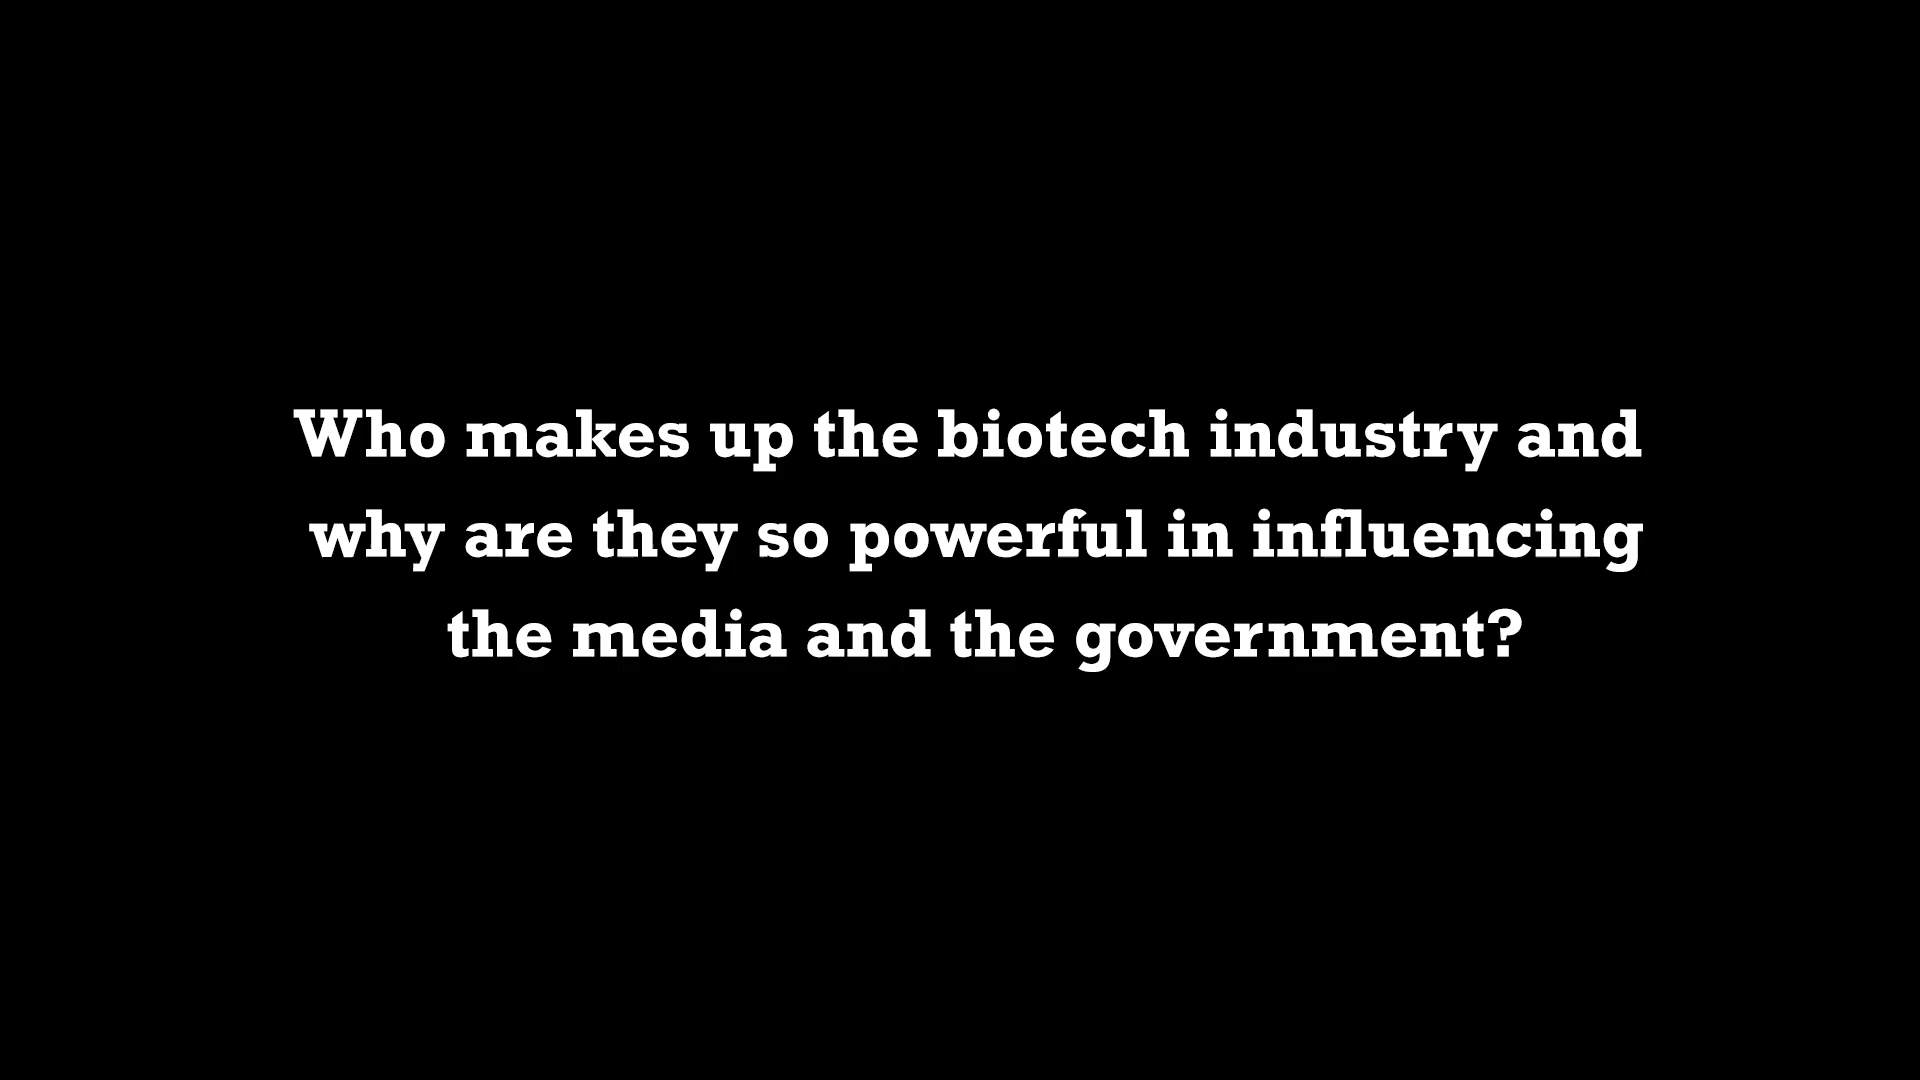 Who makes up the biotech industry and
why are they so powerful in influencing
the media and the government?